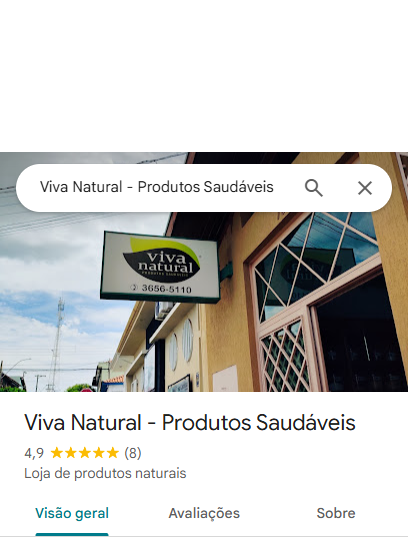 Viva Natural - Produtos Saudáveis
viva
natural
PRODUTOS SAUDÁVEIS
3656-5110
Viva Natural - Produtos Saudáveis
4,9 (8)
Loja de produtos naturais
Visão geral Avaliações Sobre